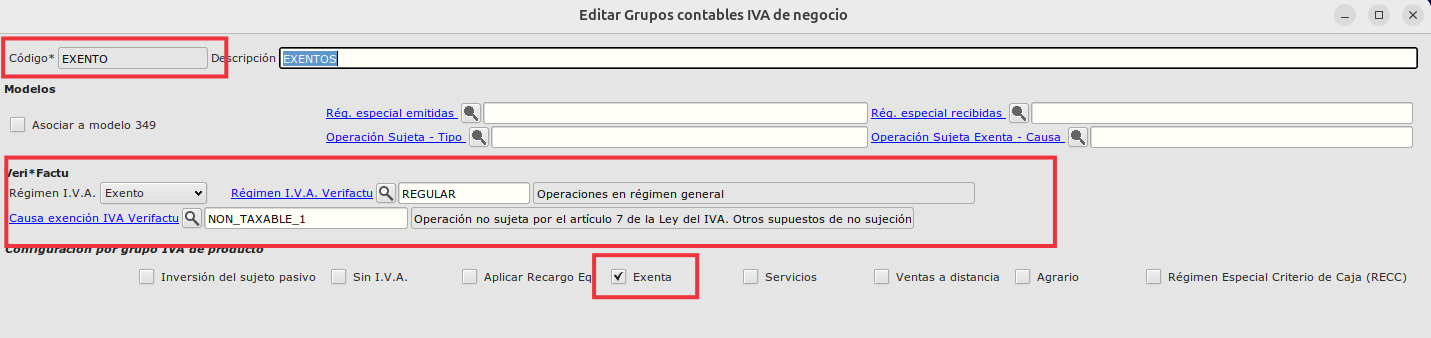 Editar Grupos contables IVA de negocio
Código* EXENTO Descripción EXENTOS
Modelos
Asociar a modelo 349 Rég. especial emitidas Rég. especial recibidas
Operación Sujeta - Tipo Operación Sujeta Exenta - Causa
Veri*Factu
Régimen I.V.A. Exento Régimen I.V.A. Verifactu REGULAR Operaciones en régimen general
Causa exención IVA Verifactu NON_TAXABLE_1 Operación no sujeta por el artículo 7 de la Ley del IVA. Otros supuestos de no sujeción
Configuración por grupo IVA de producto
Inversión del sujeto pasivo Sin I.V.A. Aplicar Recargo Eq Exenta Servicios Ventas a distancia Agrario Régimen Especial Criterio de Caja (RECC)